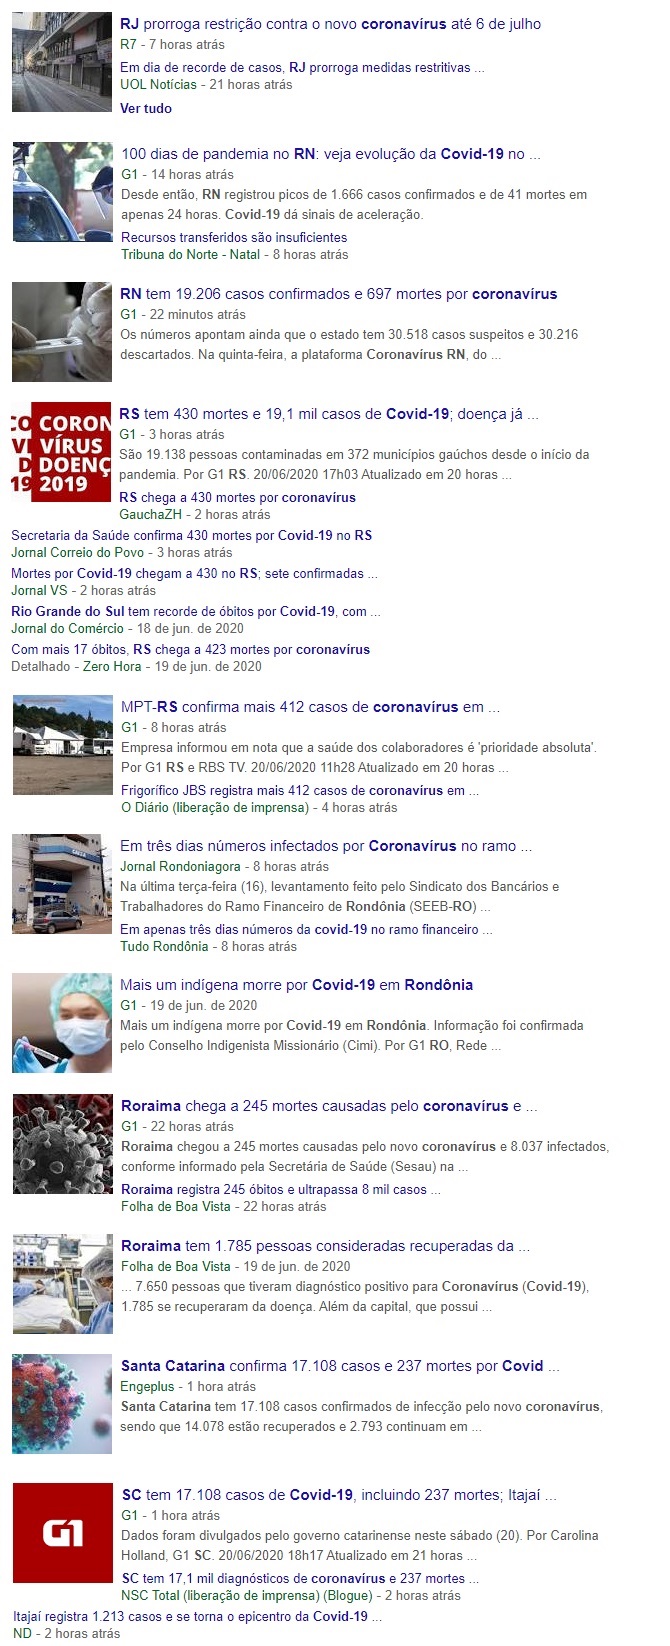 RJ prorroga restrição contra o novo coronavírus até 6 de julho
R7 - 7 horas atrás
Em dia de recorde de casos, RJ prorroga medidas restritivas ...
UOL Notícias - 21 horas atrás
Ver tudo
100 dias de pandemia no RN: veja evolução da Covid-19 no ...
G1 - 14 horas atrás
Desde então, RN registrou picos de 1.666 casos confirmados e de 41 mortes em
apenas 24 horas. Covid-19 dá sinais de aceleração.
Recursos transferidos são insuficientes
Tribuna do Norte - Natal - 8 horas atrás
RN tem 19.206 casos confirmados e 697 mortes por coronavírus
G1 - 22 minutos atrás
Os números apontam ainda que o estado tem 30.518 casos suspeitos e 30.216
descartados. Na quinta-feira, a plataforma Coronavírus RN, do ...
CO CORON
VÍ VÍRUS
D DOENÇ
19 2019
RS tem 430 mortes e 19,1 mil casos de Covid-19; doença já ...
G1 - 3 horas atrás
São 19.138 pessoas contaminadas em 372 municípios gaúchos desde o início da
pandemia. Por G1 RS. 20/06/2020 17h03 Atualizado em 20 horas ...
RS chega a 430 mortes por coronavírus
GauchaZH - 2 horas atrás
Secretaria da Saúde confirma 430 mortes por Covid-19 no RS
Jornal Correio do Povo - 3 horas atrás
Mortes por Covid-19 chegam a 430 no RS; sete confirmadas ...
Jornal VS - 2 horas atrás
Rio Grande do Sul tem recorde de óbitos por Covid-19, com ...
Jornal do Comércio - 18 de jun. de 2020
Com mais 17 óbitos, RS chega a 423 mortes por coronavírus
Detalhado - Zero Hora - 19 de jun. de 2020
MPT-RS confirma mais 412 casos de coronavírus em ...
G1 - 8 horas atrás
Empresa informou em nota que a saúde dos colaboradores é 'prioridade absoluta'.
Por G1 RS e RBS TV. 20/06/2020 11h28 Atualizado em 20 horas ...
Frigorífico JBS registra mais 412 casos de coronavírus em ...
O Diário (liberação de imprensa) - 4 horas atrás
Em três dias números infectados por Coronavírus no ramo ...
Jornal Rondoniagora - 8 horas atrás
Na última terça-feira (16), levantamento feito pelo Sindicato dos Bancários e
Trabalhadores do Ramo Financeiro de Rondônia (SEEB-RO) ...
Em apenas três dias números da covid-19 no ramo financeiro ...
Tudo Rondônia - 8 horas atrás
Mais um indígena morre por Covid-19 em Rondônia
G1 - 19 de jun. de 2020
Mais um indígena morre por Covid-19 em Rondônia. Informação foi confirmada
pelo Conselho Indigenista Missionário (Cimi). Por G1 RO, Rede ...
Roraima chega a 245 mortes causadas pelo coronavírus e ...
G1 - 22 horas atrás
Roraima chegou a 245 mortes causadas pelo novo coronavírus e 8.037 infectados,
conforme informado pela Secretária de Saúde (Sesau) na ...
Roraima registra 245 óbitos e ultrapassa 8 mil casos ...
Folha de Boa Vista - 22 horas atrás
Roraima tem 1.785 pessoas consideradas recuperadas da ...
Folha de Boa Vista - 19 de jun. de 2020
... 7.650 pessoas que tiveram diagnóstico positivo para Coronavírus (Covid-19),
1.785 se recuperaram da doença. Além da capital, que possui ...
Santa Catarina confirma 17.108 casos e 237 mortes por Covid ...
Engeplus - 1 hora atrás
Santa Catarina tem 17.108 casos confirmados de infecção pelo novo coronavírus,
sendo que 14.078 estão recuperados e 2.793 continuam em ...
G1
SC tem 17.108 casos de Covid-19, incluindo 237 mortes; Itajaí ...
G1 - 1 hora atrás
Dados foram divulgados pelo governo catarinense neste sábado (20). Por Carolina
Holland, G1 SC. 20/06/2020 18h17 Atualizado em 21 horas ...
SC tem 17,1 mil diagnósticos de coronavírus e 237 mortes ...
NSC Total (liberação de imprensa) (Blogue) - 2 horas atrás
Itajaí registra 1.213 casos e se torna o epicentro da Covid-19 ...
ND - 2 horas atrás